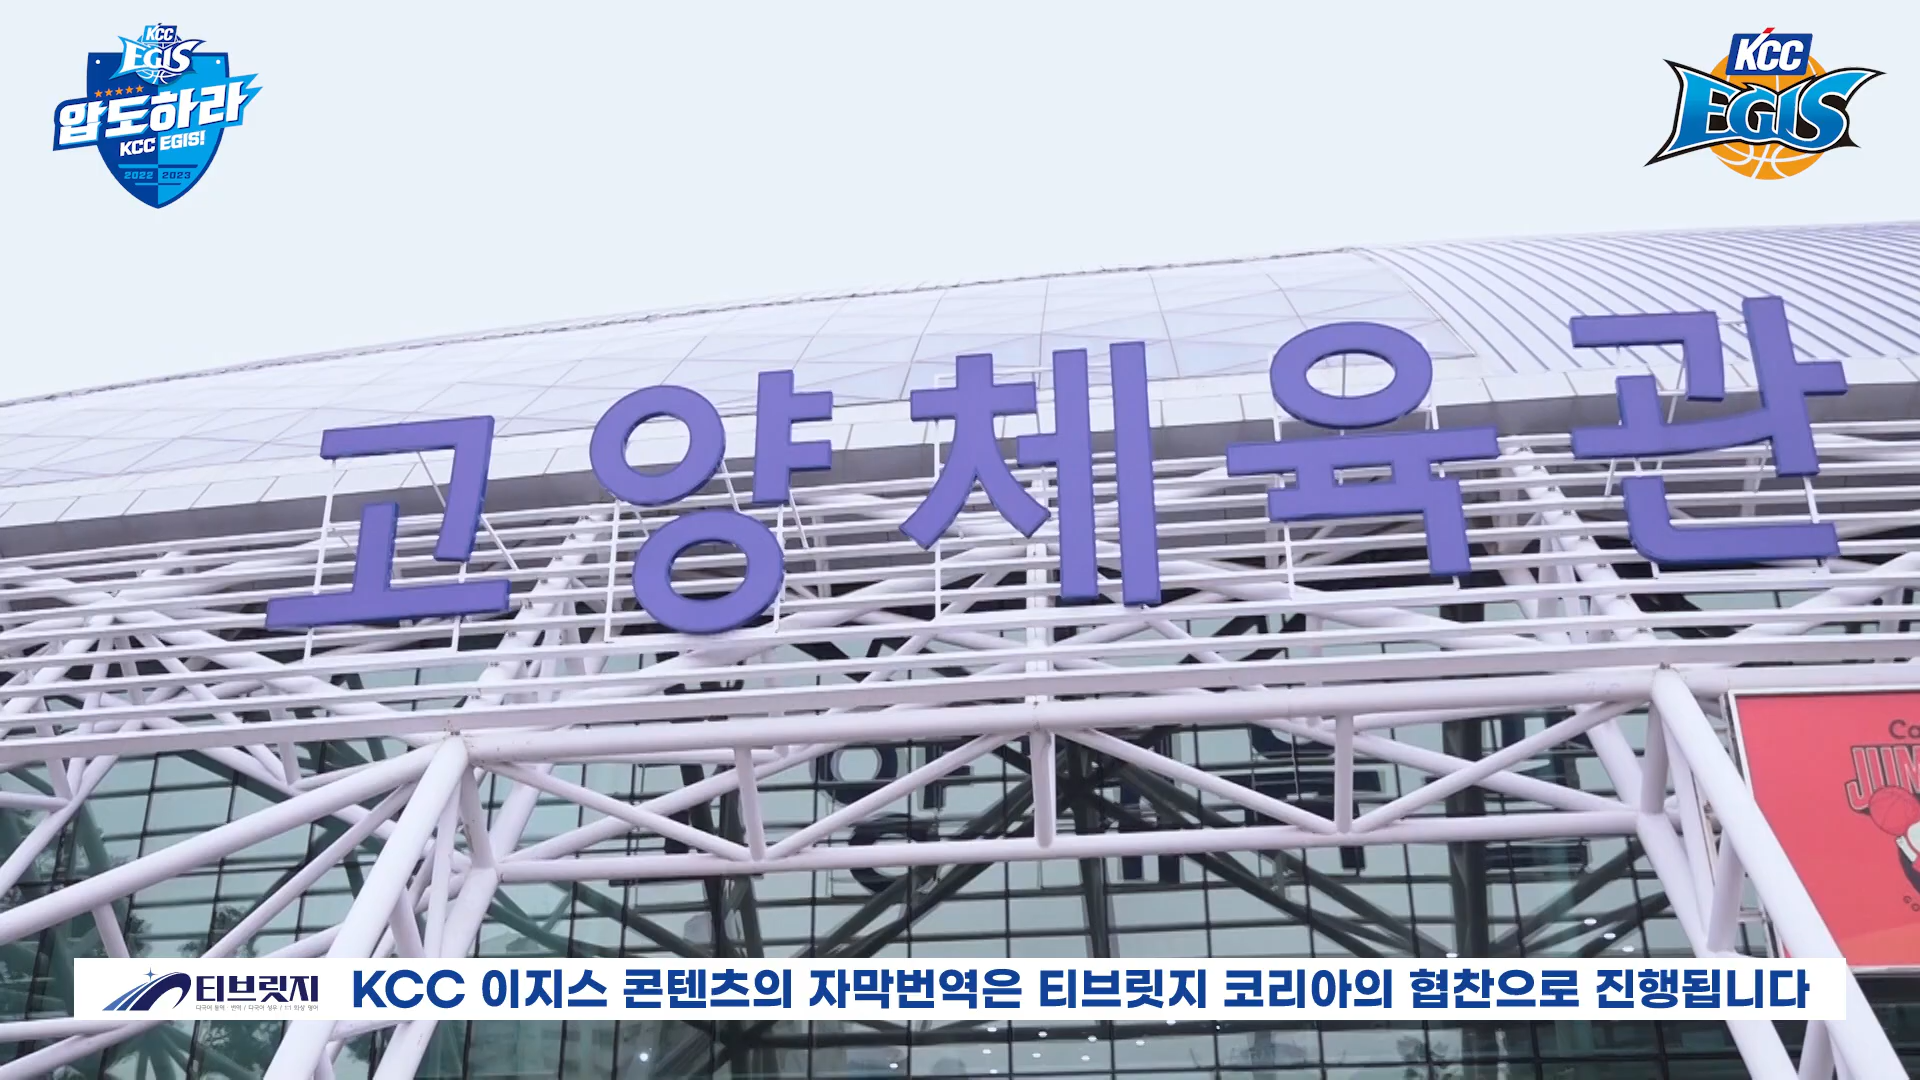 KCC
EGIS
압도하라
KCC EGIS!
2022 2023
KCC
EGIS
고양체육관
티브릿지
KCC 이지스 콘텐츠의 자막번역은 티브릿지 코리아의 협찬으로 진행됩니다